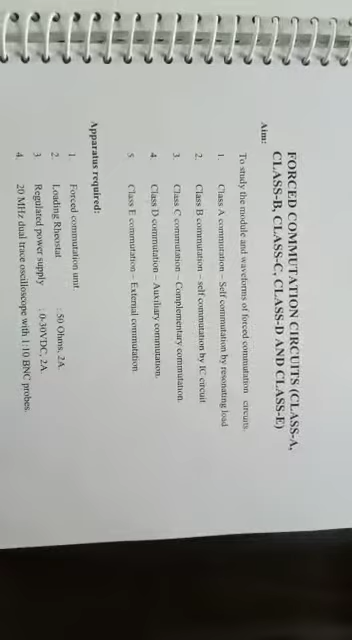 FORCED COMMUTATION CIRCUITS (CLASS-A,
CLASS-B, CLASS-C, CLASS-D AND CLASS-E)
Aim:
To study the module and waveforms of forced commutation circuits.
1. Class A commutation – Self commutation by resonating load
2. Class B commutation – self commutation by IC circuit
3. Class C commutation – Complementary commutation.
4. Class D commutation – Auxiliary commutation.
5. Class E commutation – External commutation.
Apparatus required:
1. Forced commutation unit
2. Loading Rheostat : 50 Ohms, 2A.
3. Regulated power supply : 0-30VDC, 2A
4. 20 MHz dual trace oscilloscope with 1:10 BNC probes.